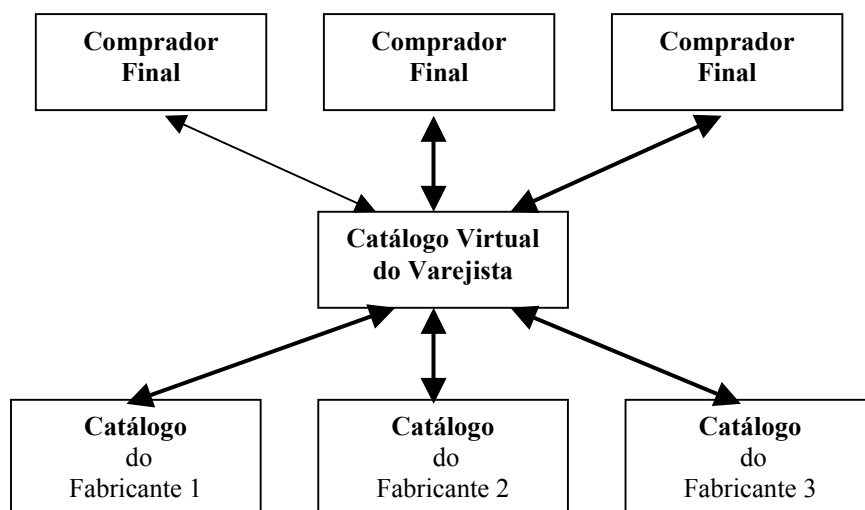 Comprador
Final
Comprador
Final
Comprador
Final
Catálogo Virtual
do Varejista
Catálogo
do
Fabricante 1
Catálogo
do
Fabricante 2
Catálogo
do
Fabricante 3